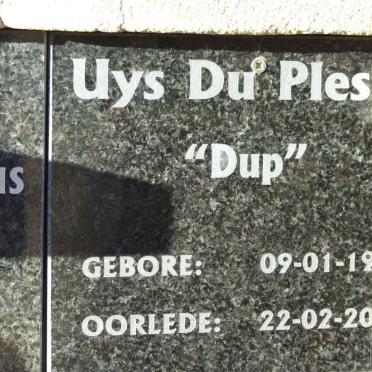 Uys Du Ples
"Dup"
GEBORE: 09-01-19
OORLEDE: 22-02-20